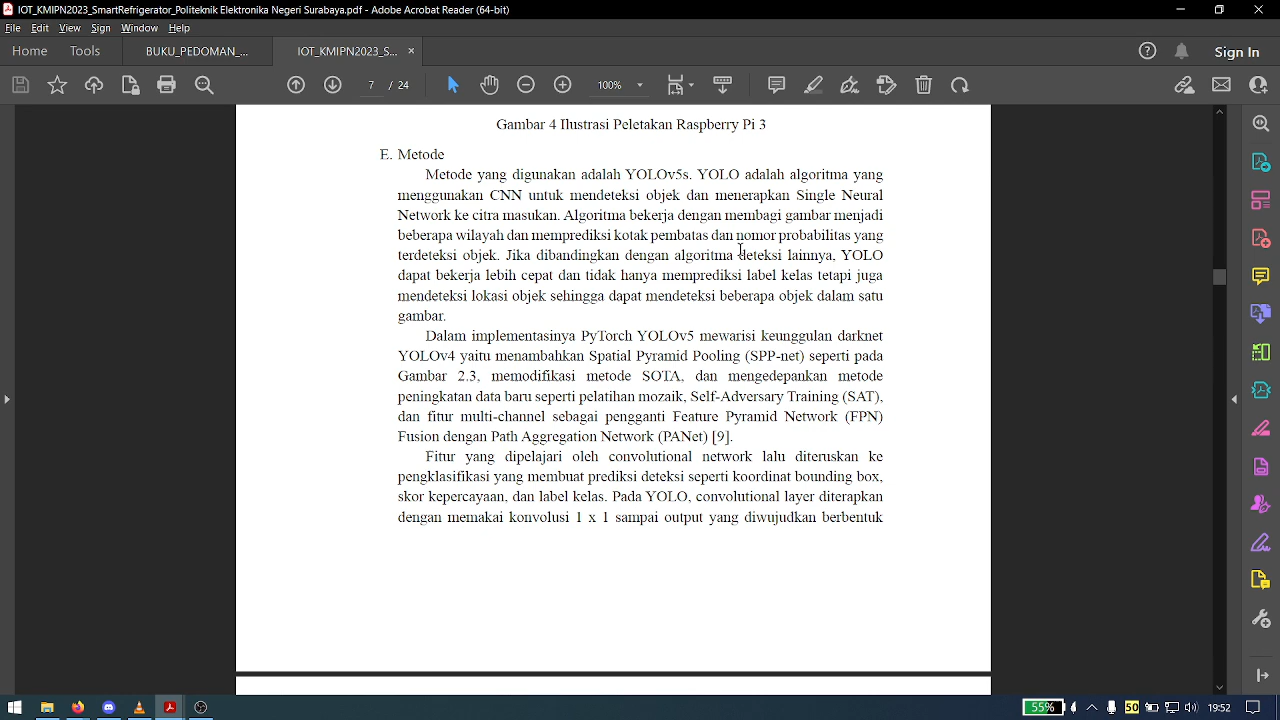 IOT_KMIPN2023_SmartRefrigerator_Politeknik Elektronika Negeri Surabaya.pdf - Adobe Acrobat Reader (64-bit)
File Edit View Sign Window Help
Home Tools BUKU_PEDOMAN_... IOT_KMIPN2023_S... × Sign In
7 / 24 100%
Gambar 4 Ilustrasi Peletakan Raspberry Pi 3
E. Metode
Metode yang digunakan adalah YOLOv5s. YOLO adalah algoritma yang
menggunakan CNN untuk mendeteksi objek dan menerapkan Single Neural
Network ke citra masukan. Algoritma bekerja dengan membagi gambar menjadi
beberapa wilayah dan memprediksi kotak pembatas dan nomor probabilitas yang
terdeteksi objek. Jika dibandingkan dengan algoritma deteksi lainnya, YOLO
dapat bekerja lebih cepat dan tidak hanya memprediksi label kelas tetapi juga
mendeteksi lokasi objek sehingga dapat mendeteksi beberapa objek dalam satu
gambar.
Dalam implementasinya PyTorch YOLOv5 mewarisi keunggulan darknet
YOLOv4 yaitu menambahkan Spatial Pyramid Pooling (SPP-net) seperti pada
Gambar 2.3, memodifikasi metode SOTA, dan mengedepankan metode
peningkatan data baru seperti pelatihan mozaik, Self-Adversary Training (SAT),
dan fitur multi-channel sebagai pengganti Feature Pyramid Network (FPN)
Fusion dengan Path Aggregation Network (PANet) [9].
Fitur yang dipelajari oleh convolutional network lalu diteruskan ke
pengklasifikasi yang membuat prediksi deteksi seperti koordinat bounding box,
skor kepercayaan, dan label kelas. Pada YOLO, convolutional layer diterapkan
dengan memakai konvolusi 1 x 1 sampai output yang diwujudkan berbentuk
55% 50 19:52